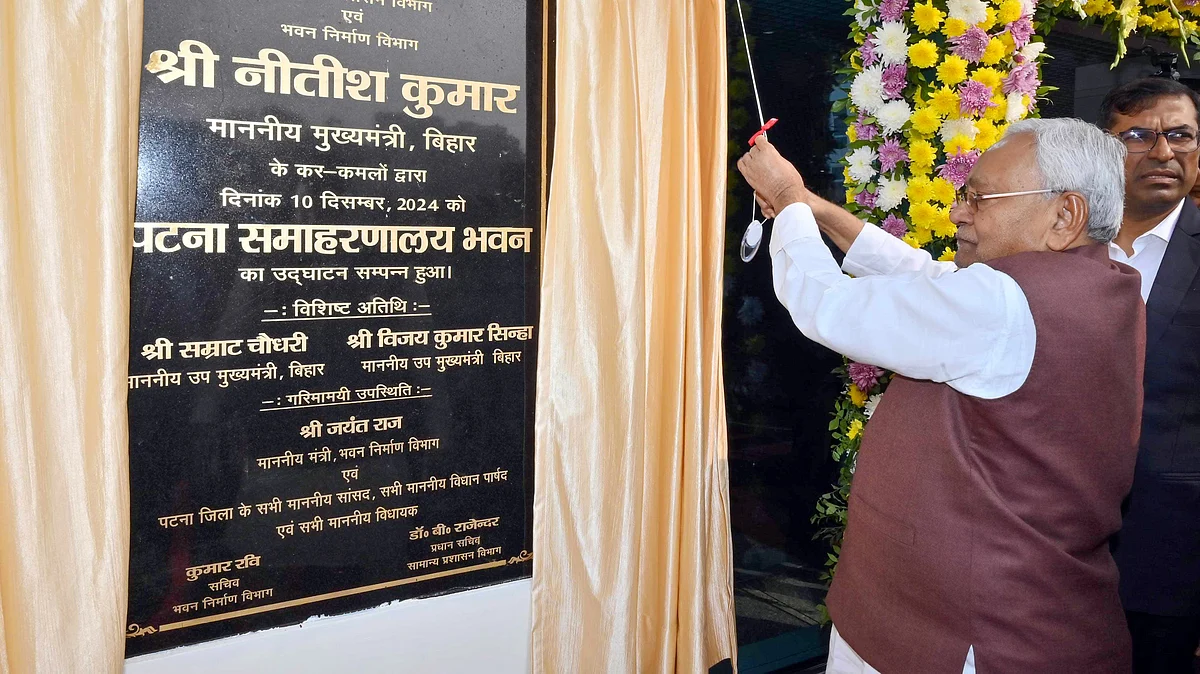 विभाग
एवं
भवन निर्माण विभाग
श्री नीतीश कुमार
माननीय मुख्यमंत्री, बिहार
के कर-कमलों द्वारा
दिनांक 10 दिसम्बर, 2024 को
पटना समाहरणालय भवन
का उद्घाटन सम्पन्न हुआ।
–: विशिष्ट अतिथि :–
श्री सम्राट चौधरी श्री विजय कुमार सिन्हा
माननीय उप मुख्यमंत्री, बिहार माननीय उप मुख्यमंत्री बिहार
–: गरिमामयी उपस्थिति :–
श्री जयंत राज
माननीय मंत्री,भवन निर्माण विभाग
एवं
पटना जिला के सभी माननीय सांसद, सभी माननीय विधान पार्षद
एवं सभी माननीय विधायक
कुमार रवि
सचिव
भवन निर्माण विभाग
डॉ० बी० राजेन्दर
प्रधान सचिव
सामान्य प्रशासन विभाग